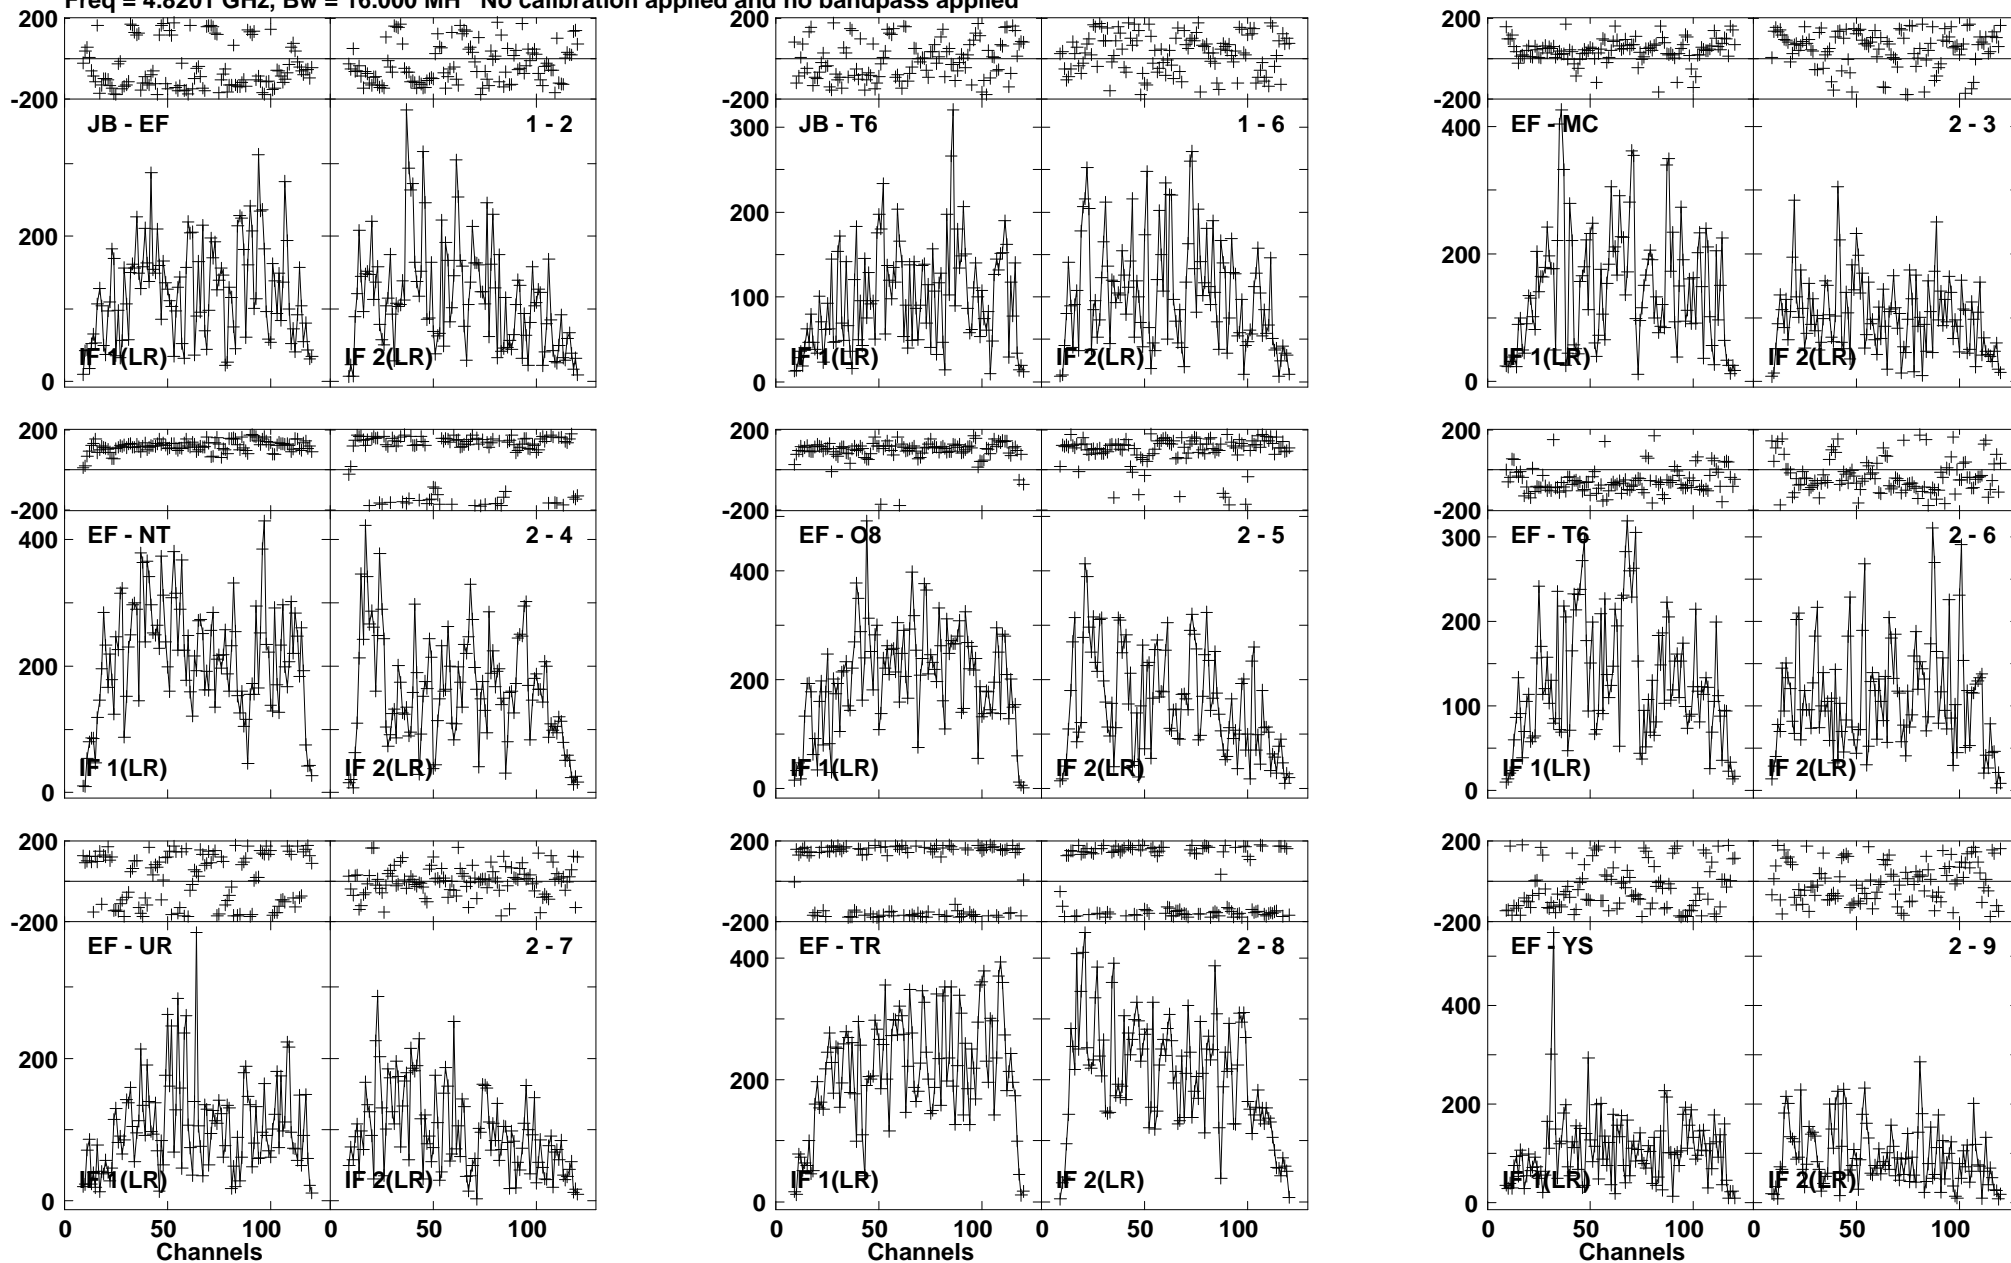 Freq = 4.8201 GHz, Bw = 16.000 MH No calibration applied and no bandpass applied
200 200 200
-200 -200 -200
JB - EF 1 - 2 JB - T6 1 - 6 EF - MC 2 - 3
300 400
200 200 200
100
IF 1(LR) IF 2(LR) IF 1(LR) IF 2(LR) IF 1(LR) IF 2(LR)
0 0 0
200 200 200
-200 -200 -200
EF - NT 2 - 4 EF - O8 2 - 5 EF - T6 2 - 6
400 400 300
200 200 200
100
IF 1(LR) IF 2(LR) IF 1(LR) IF 2(LR) IF 1(LR) IF 2(LR)
0 0 0
200 200 200
-200 -200 -200
EF - UR 2 - 7 EF - TR 2 - 8 EF - YS 2 - 9
400 400
200 200 200
IF 1(LR) IF 2(LR) IF 1(LR) IF 2(LR) IF 1(LR) IF 2(LR)
0 0 0
0 50 100 0 50 100 0 50 100 0 50 100 0 50 100 0 50 100
Channels Channels Channels